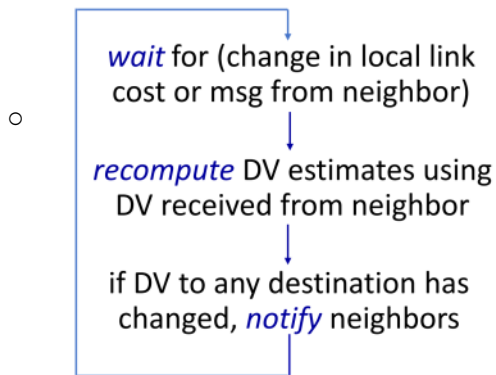 wait for (change in local link
cost or msg from neighbor)
recompute DV estimates using
DV received from neighbor
if DV to any destination has
changed, notify neighbors